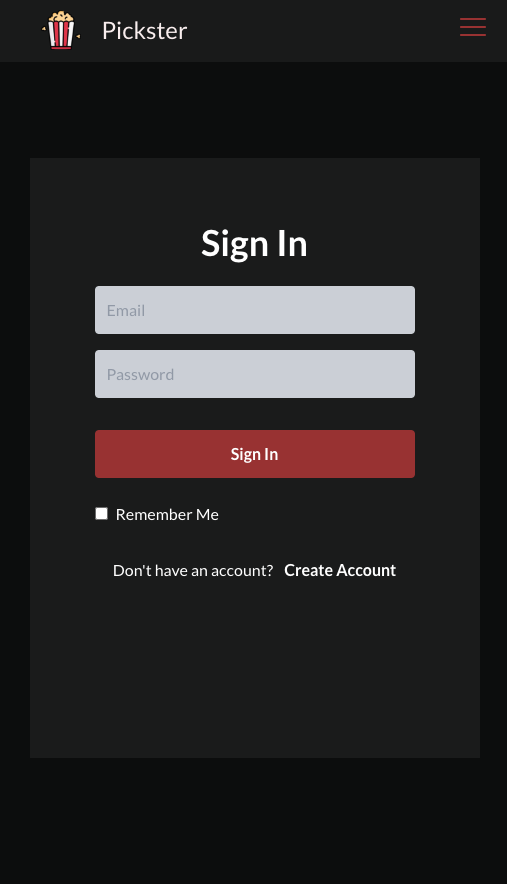 Pickster
Sign In
Email
Password
Sign In
Remember Me
Don't have an account? Create Account